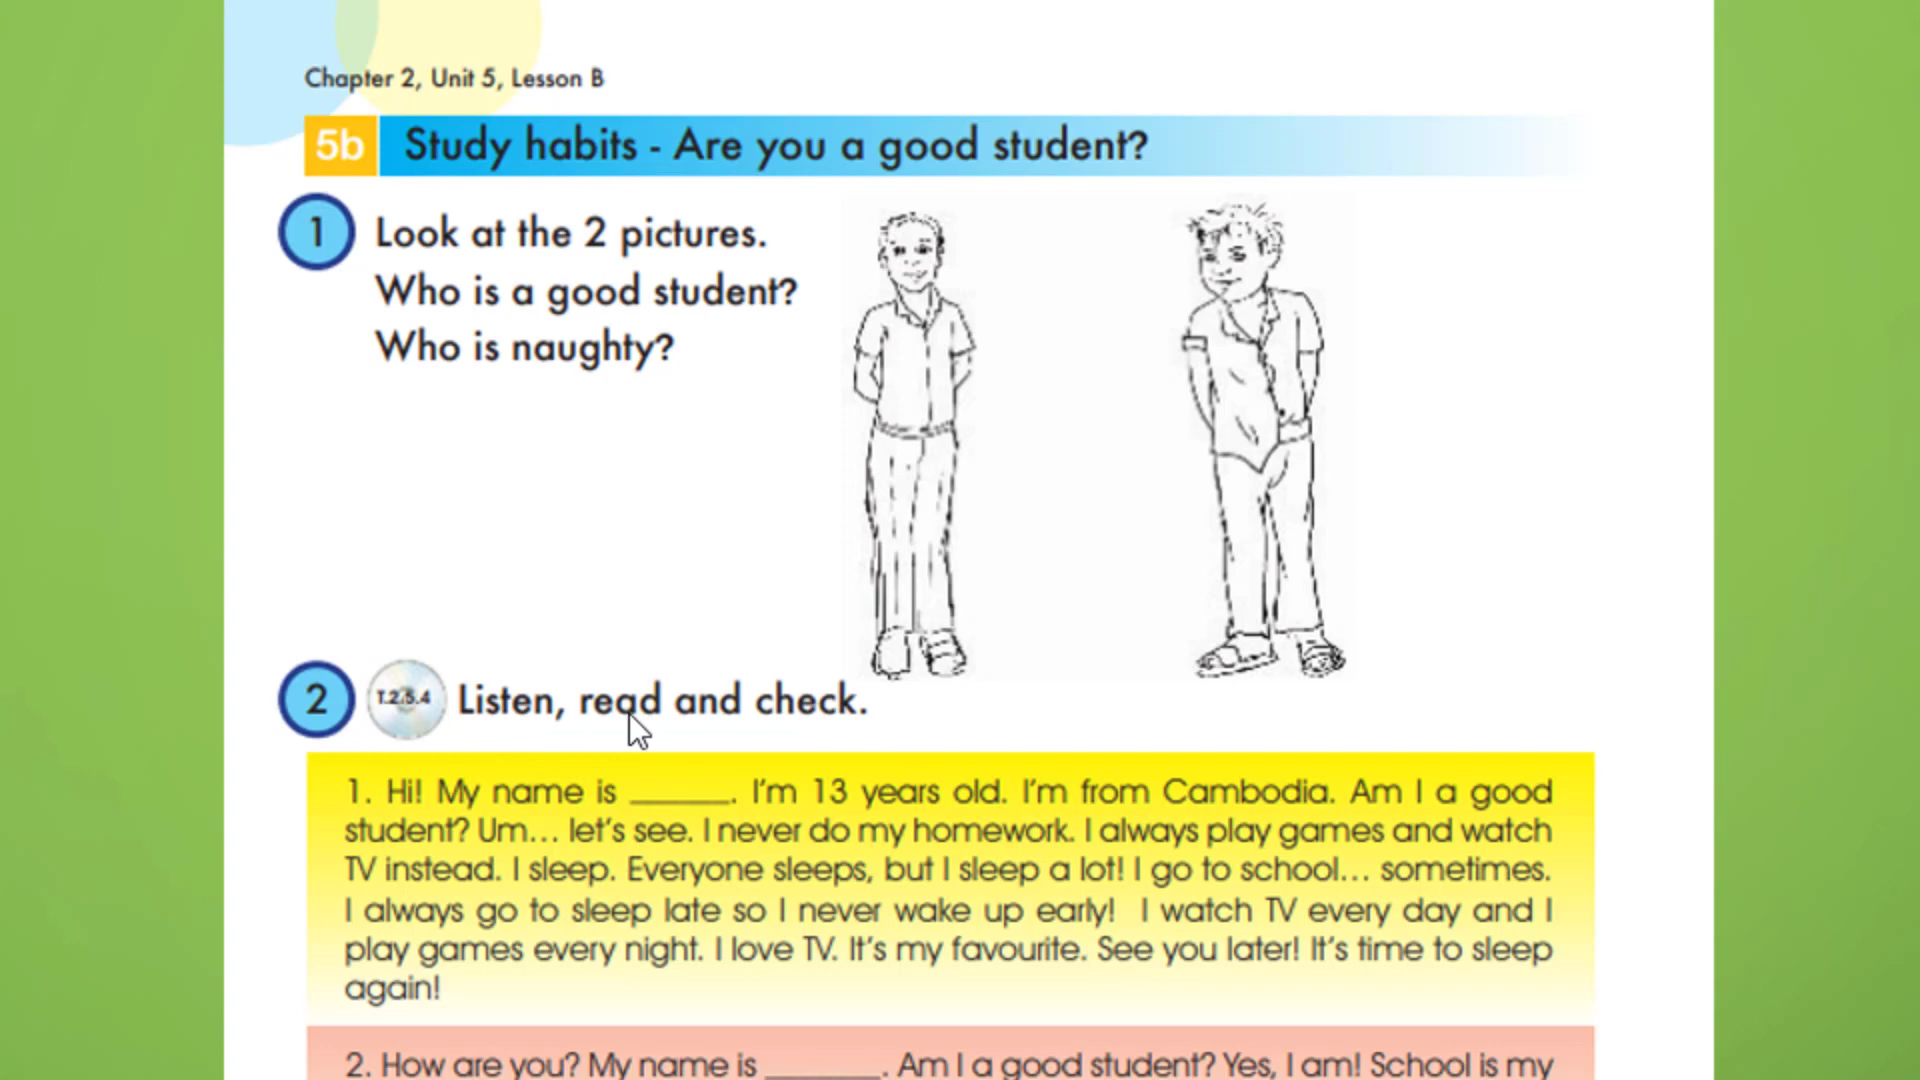 Chapter 2, Unit 5, Lesson B
5b Study habits - Are you a good student?
1 Look at the 2 pictures.
Who is a good student?
Who is naughty?
2 T.2.5.4 Listen, read and check.
1. Hi! My name is ______. I'm 13 years old. I'm from Cambodia. Am I a good
student? Um... let's see. I never do my homework. I always play games and watch
TV instead. I sleep. Everyone sleeps, but I sleep a lot! I go to school... sometimes.
I always go to sleep late so I never wake up early! I watch TV every day and I
play games every night. I love TV. It's my favourite. See you later! It's time to sleep
again!
2. How are you? My name is _______. Am I a good student? Yes, I am! School is my